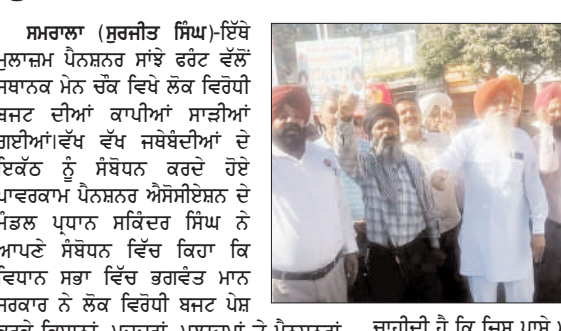 ਸਮਰਾਲਾ (ਸੁਰਜੀਤ ਸਿੰਘ)-ਇੱਥੇ
ਮੁਲਾਜ਼ਮ ਪੈਨਸ਼ਨਰ ਸਾਂਝੇ ਫਰੰਟ ਵੱਲੋਂ
ਸਥਾਨਕ ਮੇਨ ਚੌਂਕ ਵਿਖੇ ਲੋਕ ਵਿਰੋਧੀ
ਬਜਟ ਦੀਆਂ ਕਾਪੀਆਂ ਸਾੜੀਆਂ
ਗਈਆਂ।ਵੱਖ ਵੱਖ ਜਥੇਬੰਦੀਆਂ ਦੇ
ਇਕੱਠ ਨੂੰ ਸੰਬੋਧਨ ਕਰਦੇ ਹੋਏ
ਪਾਵਰਕਾਮ ਪੈਨਸ਼ਨਰ ਐਸੋਸੀਏਸ਼ਨ ਦੇ
ਮੰਡਲ ਪ੍ਰਧਾਨ ਸਕਿੰਦਰ ਸਿੰਘ ਨੇ
ਆਪਣੇ ਸੰਬੋਧਨ ਵਿੱਚ ਕਿਹਾ ਕਿ
ਵਿਧਾਨ ਸਭਾ ਵਿੱਚ ਭਗਵੰਤ ਮਾਨ
ਸਰਕਾਰ ਨੇ ਲੋਕ ਵਿਰੋਧੀ ਬਜਟ ਪੇਸ਼
ਚਾਹੀਦੀ ਹੈ ਕਿ ਜਿਸ ਪਾਸੇ